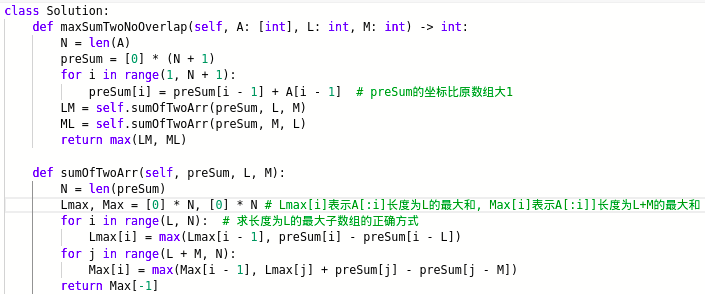 class Solution:
    def maxSumTwoNoOverlap(self, A: [int], L: int, M: int) -> int:
        N = len(A)
        preSum = [0] * (N + 1)
        for i in range(1, N + 1):
            preSum[i] = preSum[i - 1] + A[i - 1]  # preSum的坐标比原数组大1
        LM = self.sumOfTwoArr(preSum, L, M)
        ML = self.sumOfTwoArr(preSum, M, L)
        return max(LM, ML)

    def sumOfTwoArr(self, preSum, L, M):
        N = len(preSum)
        Lmax, Max = [0] * N, [0] * N # Lmax[i]表示A[:i]长度为L的最大和, Max[i]表示A[:i]]长度为L+M的最大和
        for i in range(L, N):  # 求长度为L的最大子数组的正确方式
            Lmax[i] = max(Lmax[i - 1], preSum[i] - preSum[i - L])
        for j in range(L + M, N):
            Max[i] = max(Max[i - 1], Lmax[j] + preSum[j] - preSum[j - M])
        return Max[-1]